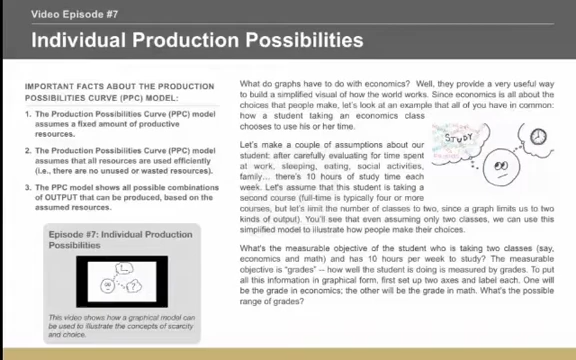 Video Episode #7
Individual Production Possibilities
IMPORTANT FACTS ABOUT THE PRODUCTION
POSSIBILITIES CURVE (PPC) MODEL:
1. The Production Possibilities Curve (PPC) model
assumes a fixed amount of productive
resources.
2. The Production Possibilities Curve (PPC) model
assumes that all resources are used efficiently
(i.e., there are no unused or wasted resources).
3. The PPC model shows all possible combinations
of OUTPUT that can be produced, based on the
assumed resources.
Episode #7: Individual Production
Possibilities
This video shows how a graphical model can
be used to illustrate the concepts of scarcity
and choice.
What do graphs have to do with economics? Well, they provide a very useful way
to build a simplified visual of how the world works. Since economics is all about the
choices that people make, let's look at an example that all of you have in common:
how a student taking an economics class
chooses to use his or her time.
Let's make a couple of assumptions about our
student: after carefully evaluating for time spent
at work, sleeping, eating, social activities,
family... there's 10 hours of study time each
week. Let's assume that this student is taking a
second course (full-time is typically four or more
courses, but let's limit the number of classes to two, since a graph limits us to two
kinds of output). You'll see that even assuming only two classes, we can use this
simplified model to illustrate how people make their choices.
What's the measurable objective of the student who is taking two classes (say,
economics and math) and has 10 hours per week to study? The measurable
objective is "grades" – how well the student is doing is measured by grades. To put
all this information in graphical form, first set up two axes and label each. One will
be the grade in economics; the other will be the grade in math. What's the possible
range of grades?
STUDY